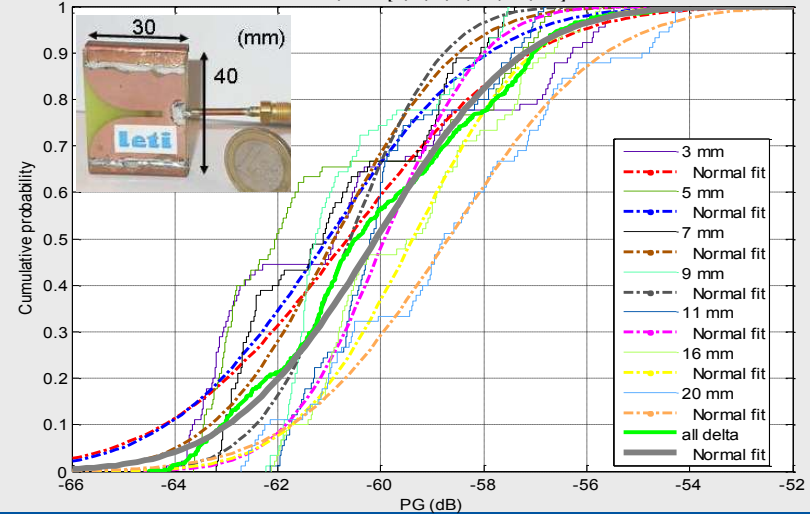 30
(mm)
40
leti
1
0.9
0.8
0.7
0.6
0.5
0.4
0.3
0.2
0.1
0
Cumulative probability
-66 -64 -62 -60 -58 -56 -54 -52
PG (dB)
3 mm
Normal fit
5 mm
Normal fit
7 mm
Normal fit
9 mm
Normal fit
11 mm
Normal fit
16 mm
Normal fit
20 mm
Normal fit
all delta
Normal fit